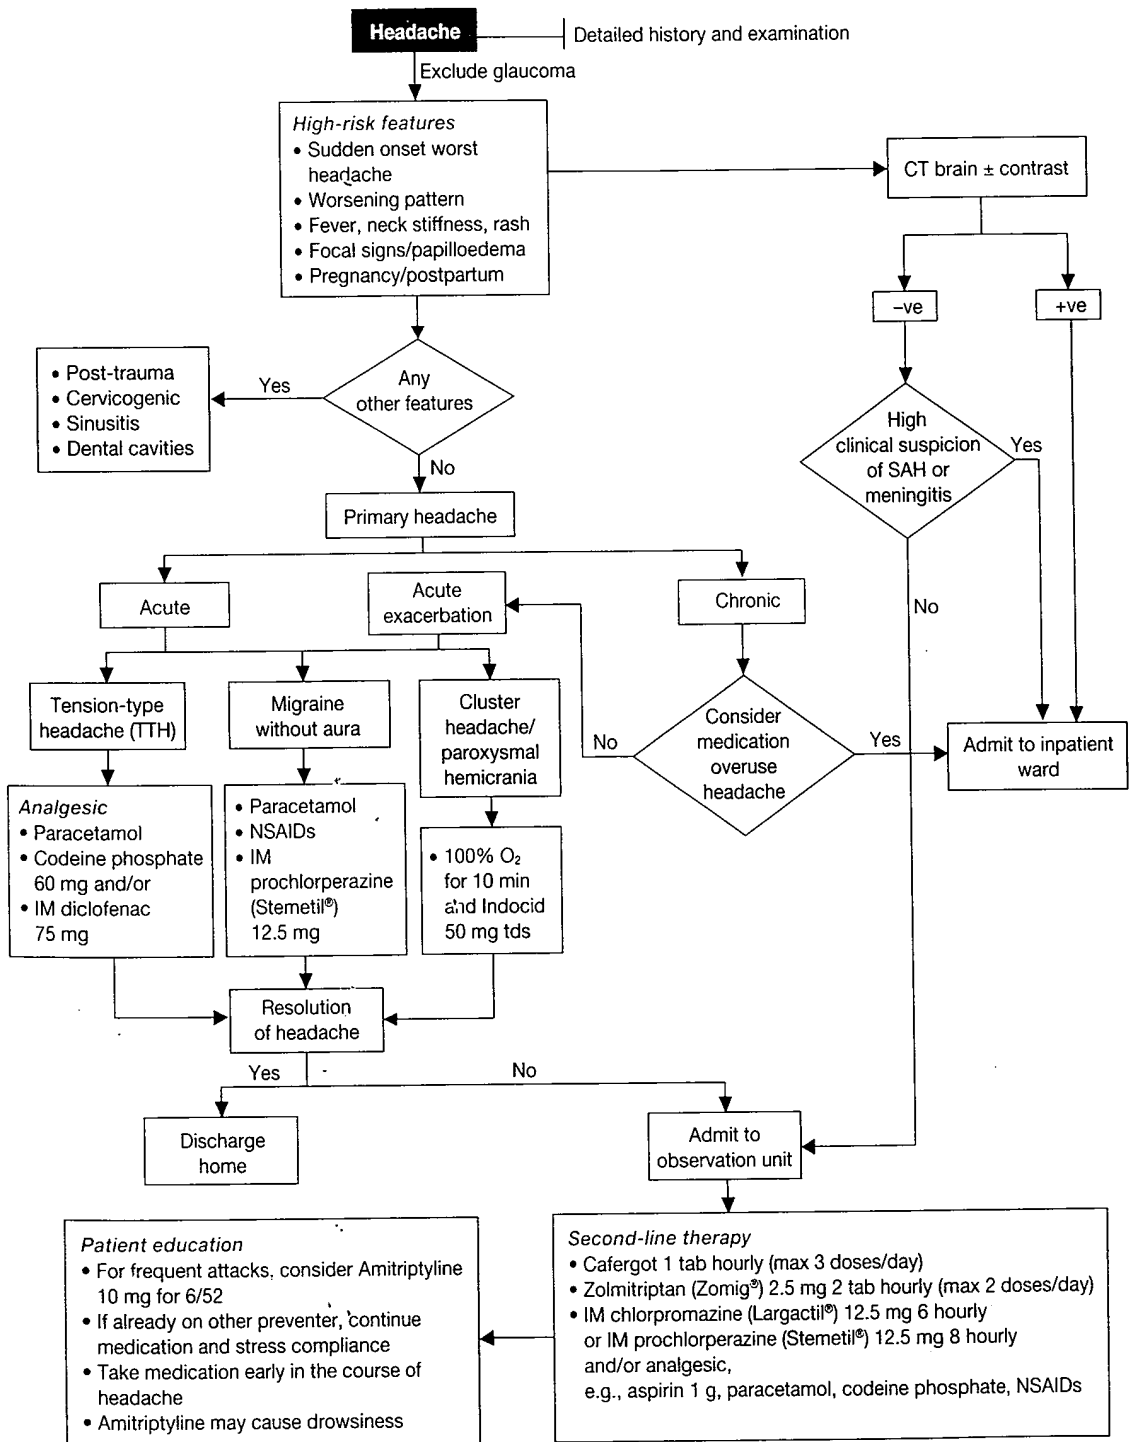 Headache
Detailed history and examination
Exclude glaucoma
High-risk features
• Sudden onset worst
headache
• Worsening pattern
• Fever, neck stiffness, rash
• Focal signs/papilloedema
• Pregnancy/postpartum
CT brain ± contrast
–ve
+ve
• Post-trauma
• Cervicogenic
• Sinusitis
• Dental cavities
Yes
Any
other features
No
High
clinical suspicion
of SAH or
meningitis
Yes
No
Primary headache
Acute
Acute
exacerbation
Chronic
Tension-type
headache (TTH)
Migraine
without aura
Cluster
headache/
paroxysmal
hemicrania
No
Consider
medication
overuse
headache
Yes
Admit to inpatient
ward
Analgesic
• Paracetamol
• Codeine phosphate
60 mg and/or
• IM diclofenac
75 mg
• Paracetamol
• NSAIDs
• IM
prochlorperazine
(Stemetil®)
12.5 mg
• 100% O₂
for 10 min
and Indocid
50 mg tds
Resolution
of headache
Yes
No
Discharge
home
Admit to
observation unit
Patient education
• For frequent attacks, consider Amitriptyline
10 mg for 6/52
• If already on other preventer, continue
medication and stress compliance
• Take medication early in the course of
headache
• Amitriptyline may cause drowsiness
Second-line therapy
• Cafergot 1 tab hourly (max 3 doses/day)
• Zolmitriptan (Zomig®) 2.5 mg 2 tab hourly (max 2 doses/day)
• IM chlorpromazine (Largactil®) 12.5 mg 6 hourly
or IM prochlorperazine (Stemetil®) 12.5 mg 8 hourly
and/or analgesic,
e.g., aspirin 1 g, paracetamol, codeine phosphate, NSAIDs